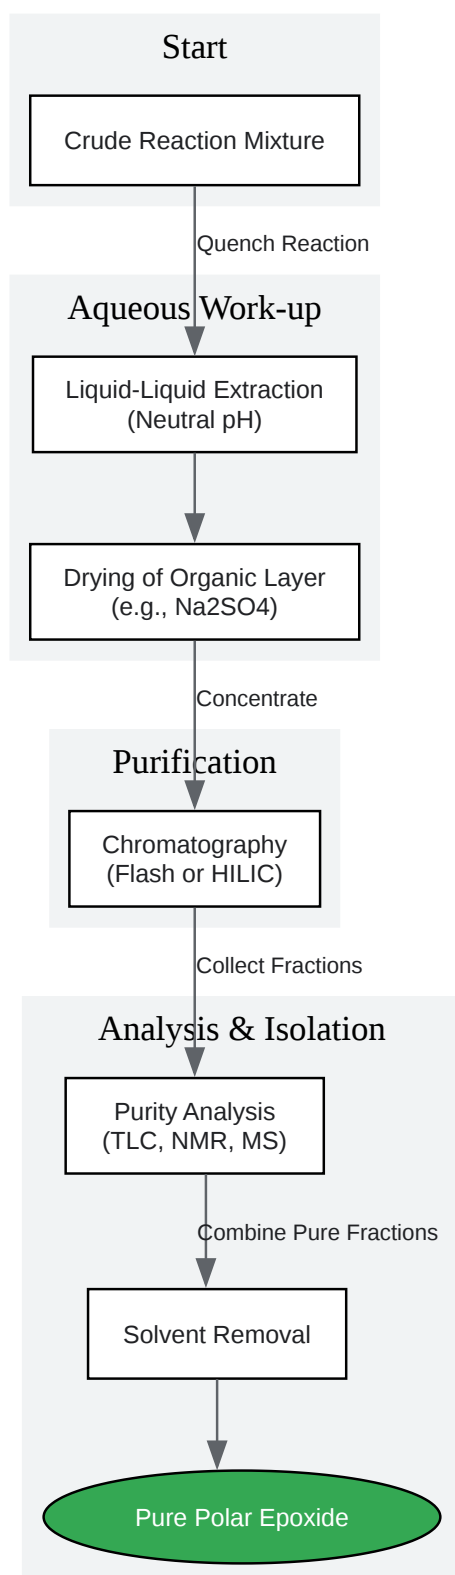 Start
Crude Reaction Mixture
Quench Reaction
Aqueous Work-up
Liquid-Liquid Extraction
(Neutral pH)
Drying of Organic Layer
(e.g., Na2SO4)
Concentrate
Purification
Chromatography
(Flash or HILIC)
Collect Fractions
Analysis & Isolation
Purity Analysis
(TLC, NMR, MS)
Combine Pure Fractions
Solvent Removal
Pure Polar Epoxide